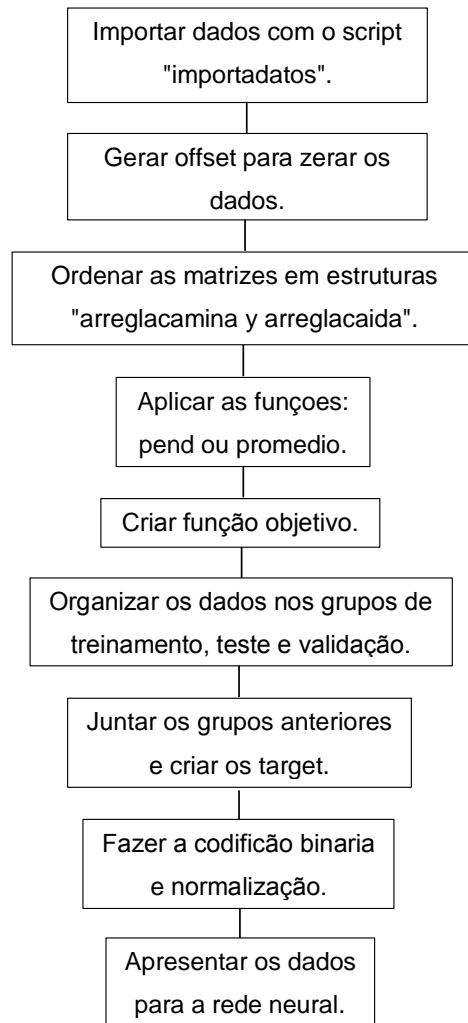 Importar dados com o script
"importadatos".
Gerar offset para zerar os
dados.
Ordenar as matrizes em estruturas
"arreglacamina y arreglacaida".
Aplicar as funçoes:
pend ou promedio.
Criar função objetivo.
Organizar os dados nos grupos de
treinamento, teste e validação.
Juntar os grupos anteriores
e criar os target.
Fazer a codificão binaria
e normalização.
Apresentar os dados
para a rede neural.